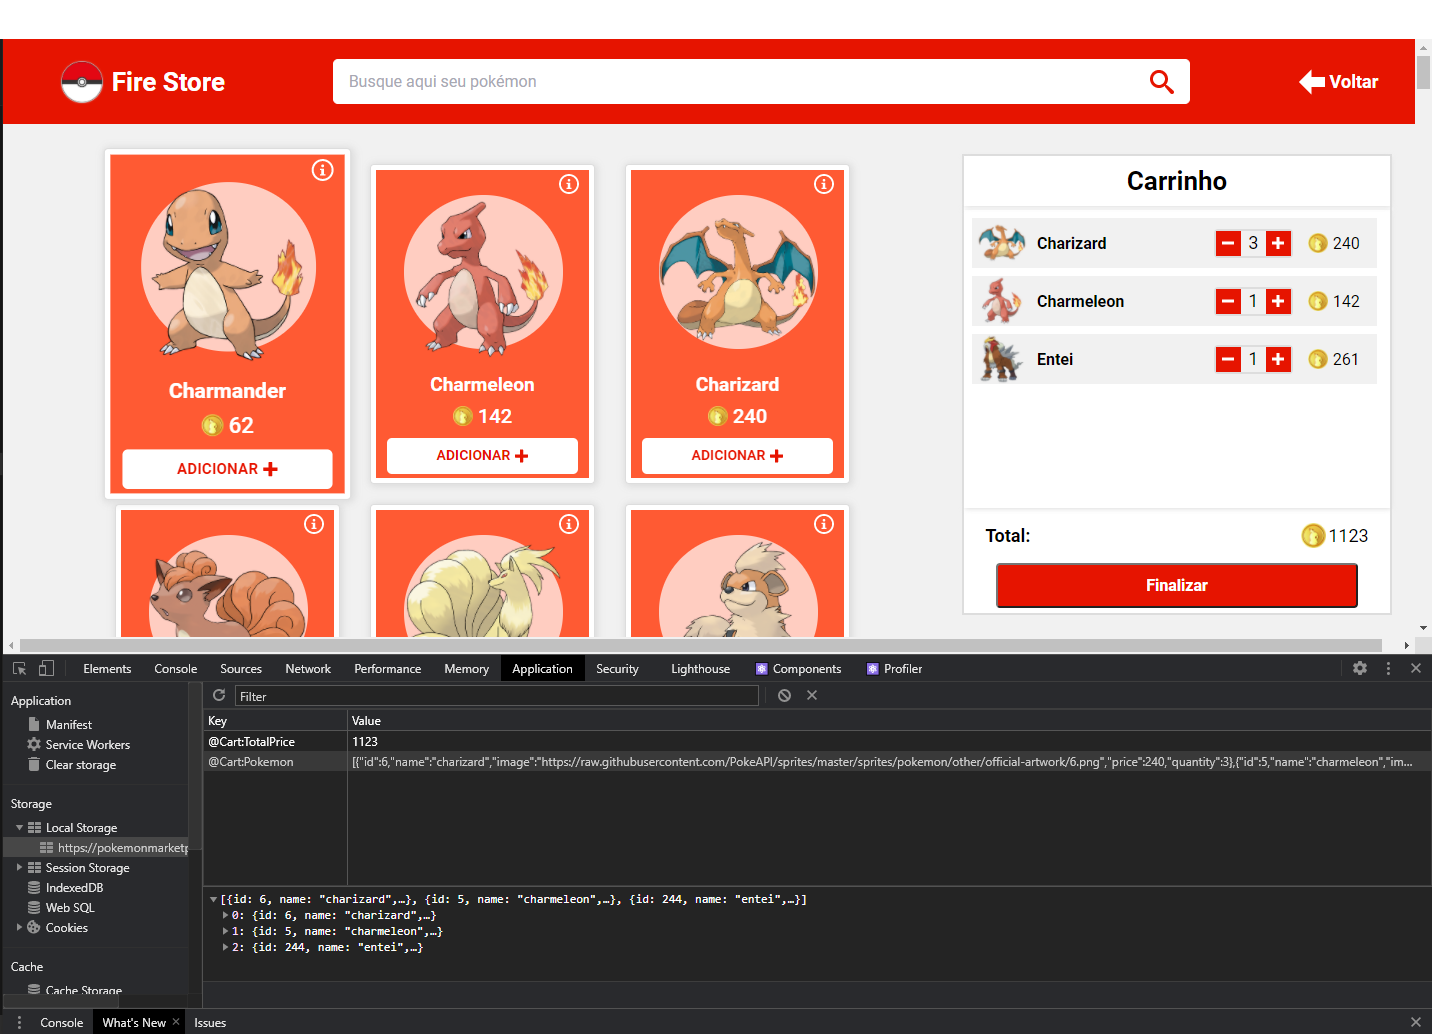 Fire Store
Busque aqui seu pokémon
Voltar
Charmander
62
ADICIONAR
Charmeleon
142
ADICIONAR
Charizard
240
ADICIONAR
Carrinho
Charizard 3 240
Charmeleon 1 142
Entei 1 261
Total: 1123
Finalizar
Elements Console Sources Network Performance Memory Application Security Lighthouse Components Profiler
Application
Manifest
Service Workers
Clear storage
Storage
Local Storage
https://pokemonmarketp
Session Storage
IndexedDB
Web SQL
Cookies
Cache
Cache Storage
Filter
Key Value
@Cart:TotalPrice 1123
@Cart:Pokemon [{"id":6,"name":"charizard","image":"https://raw.githubusercontent.com/PokeAPI/sprites/master/sprites/pokemon/other/official-artwork/6.png","price":240,"quantity":3},{"id":5,"name":"charmeleon","im...
[{id: 6, name: "charizard",…}, {id: 5, name: "charmeleon",…}, {id: 244, name: "entei",…}]
0: {id: 6, name: "charizard",…}
1: {id: 5, name: "charmeleon",…}
2: {id: 244, name: "entei",…}
Console What's New Issues